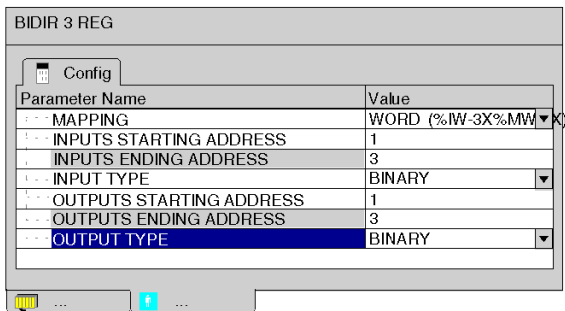 BIDIR 3 REG
Config
Parameter Name Value
MAPPING WORD (%IW-3X%MW X)
INPUTS STARTING ADDRESS 1
INPUTS ENDING ADDRESS 3
INPUT TYPE BINARY
OUTPUTS STARTING ADDRESS 1
OUTPUTS ENDING ADDRESS 3
OUTPUT TYPE BINARY
... ...